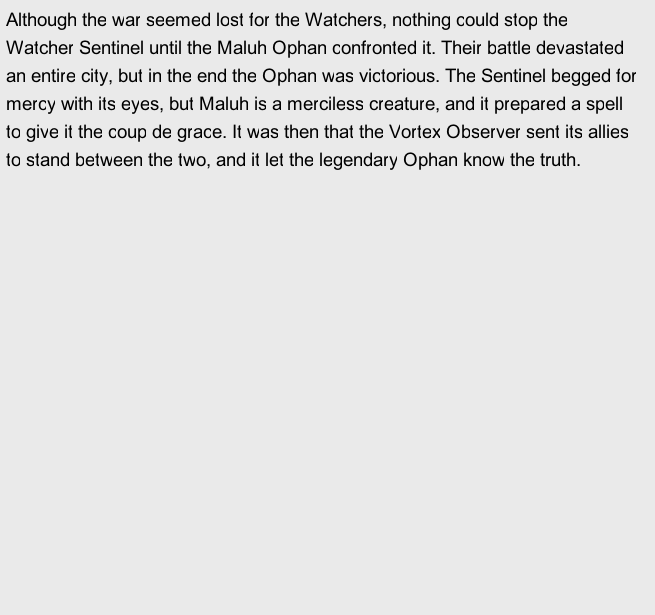 Although the war seemed lost for the Watchers, nothing could stop the
Watcher Sentinel until the Maluh Ophan confronted it. Their battle devastated
an entire city, but in the end the Ophan was victorious. The Sentinel begged for
mercy with its eyes, but Maluh is a merciless creature, and it prepared a spell
to give it the coup de grace. It was then that the Vortex Observer sent its allies
to stand between the two, and it let the legendary Ophan know the truth.